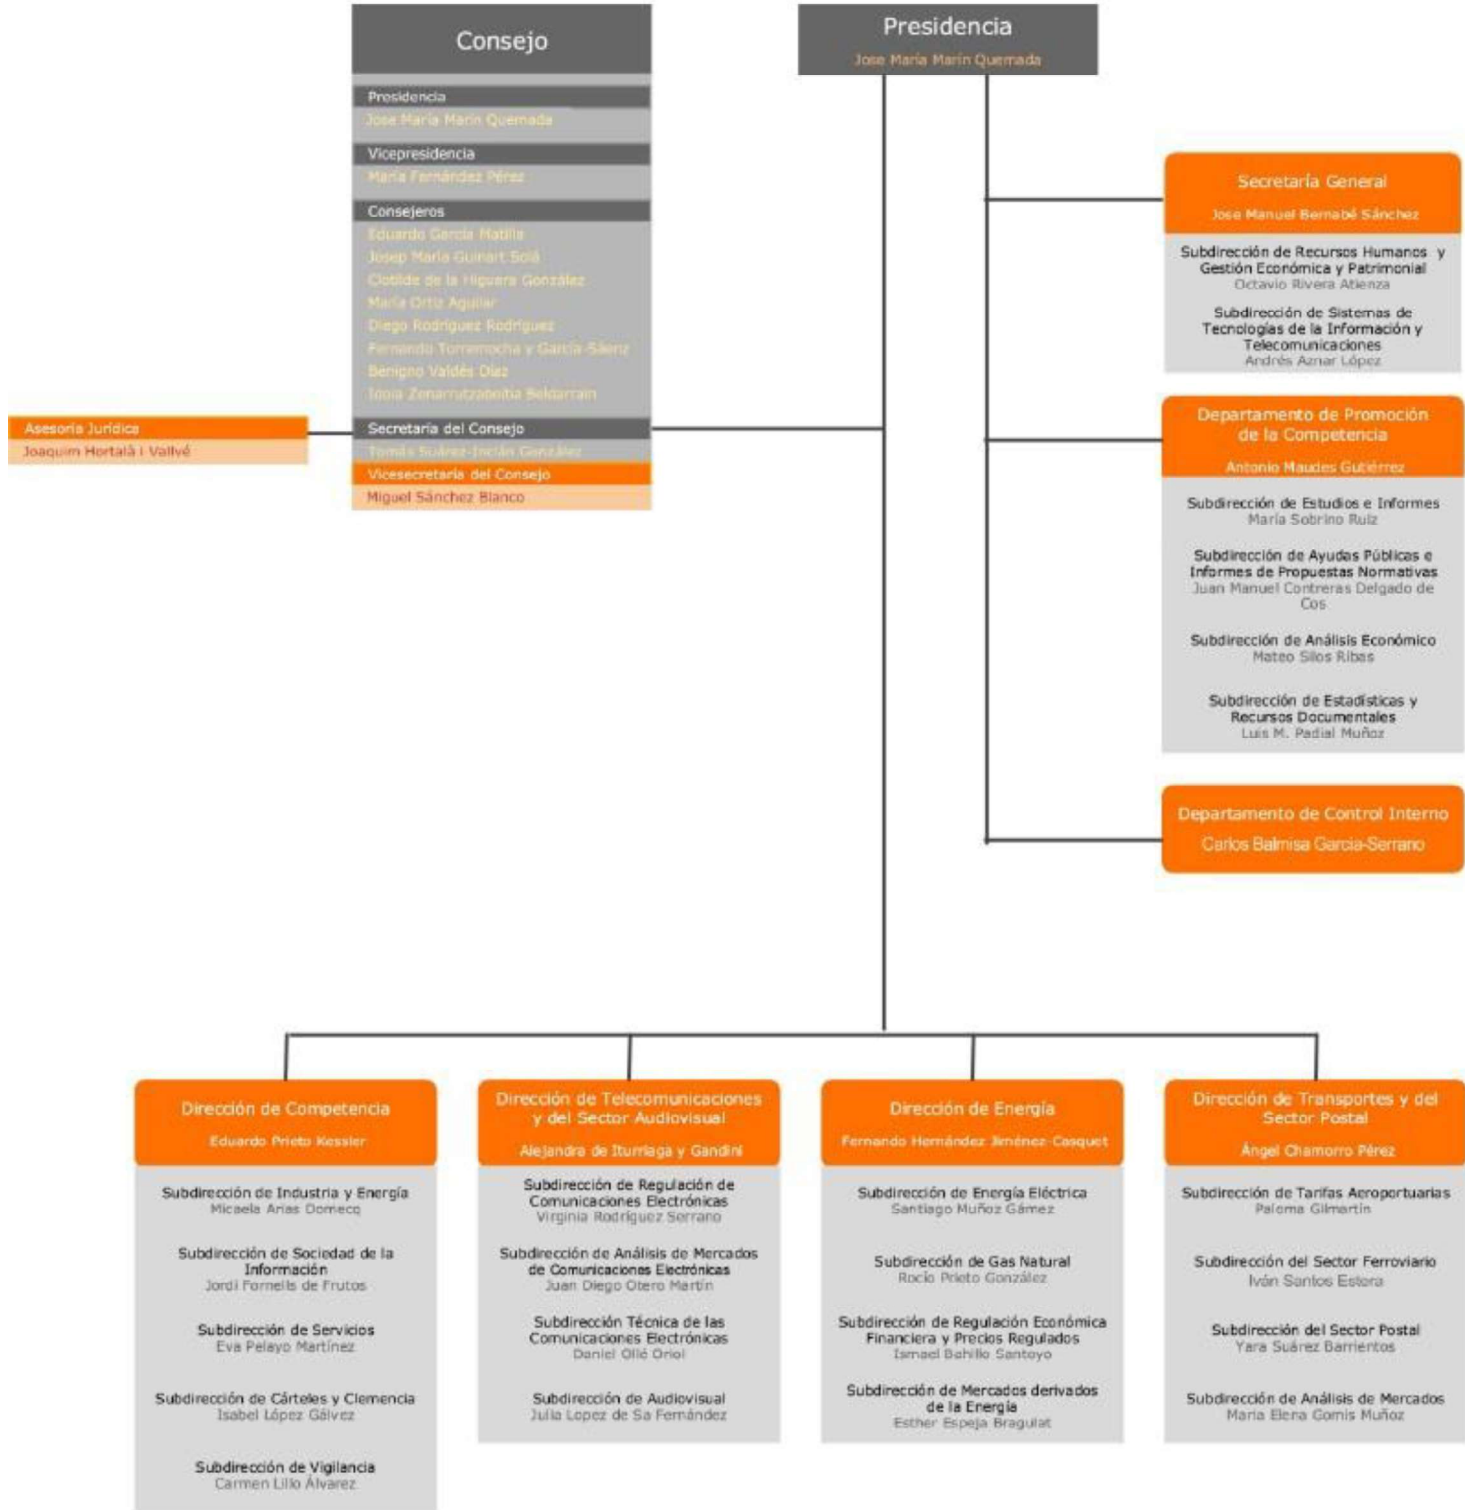 Consejo
Presidencia
Jose María Marín Quemada
Vicepresidencia
María Fernández Pérez
Consejeros
Eduardo García Matilla
Josep María Guinart Solá
Clotilde de la Higuera González
María Ortiz Aguilar
Diego Rodríguez Rodríguez
Fernando Torremocha y García-Sáenz
Benigno Valdés Díaz
Idoia Zenarrutzabeitia Beldarrain
Secretaría del Consejo
Tomás Suárez-Inclán González
Vicesecretaría del Consejo
Miguel Sánchez Blanco
Asesoría Jurídica
Joaquim Hortalà i Vallvé
Presidencia
Jose María Marín Quemada
Secretaría General
Jose Manuel Bernabé Sánchez
Subdirección de Recursos Humanos y
Gestión Económica y Patrimonial
Octavio Rivera Atienza
Subdirección de Sistemas de
Tecnologías de la Información y
Telecomunicaciones
Andrés Aznar López
Departamento de Promoción
de la Competencia
Antonio Maudes Gutiérrez
Subdirección de Estudios e Informes
María Sobrino Ruiz
Subdirección de Ayudas Públicas e
Informes de Propuestas Normativas
Juan Manuel Contreras Delgado de
Cos
Subdirección de Análisis Económico
Mateo Silos Ribas
Subdirección de Estadísticas y
Recursos Documentales
Luis M. Padial Muñoz
Departamento de Control Interno
Carlos Balmisa García-Serrano
Dirección de Competencia
Eduardo Prieto Kessler
Subdirección de Industria y Energía
Micaela Arias Domecq
Subdirección de Sociedad de la
Información
Jordi Fornells de Frutos
Subdirección de Servicios
Eva Pelayo Martínez
Subdirección de Cárteles y Clemencia
Isabel López Gálvez
Subdirección de Vigilancia
Carmen Lillo Álvarez
Dirección de Telecomunicaciones
y del Sector Audiovisual
Alejandra de Iturriaga y Gandini
Subdirección de Regulación de
Comunicaciones Electrónicas
Virginia Rodríguez Serrano
Subdirección de Análisis de Mercados
de Comunicaciones Electrónicas
Juan Diego Otero Martín
Subdirección Técnica de las
Comunicaciones Electrónicas
Daniel Ollé Oriol
Subdirección de Audiovisual
Julia Lopez de Sa Fernández
Dirección de Energía
Fernando Hernández Jiménez-Casquet
Subdirección de Energía Eléctrica
Santiago Muñoz Gámez
Subdirección de Gas Natural
Rocío Prieto González
Subdirección de Regulación Económica
Financiera y Precios Regulados
Ismael Bahillo Santoyo
Subdirección de Mercados derivados
de la Energía
Esther Espeja Bragulat
Dirección de Transportes y del
Sector Postal
Ángel Chamorro Pérez
Subdirección de Tarifas Aeroportuarias
Paloma Gilmartín
Subdirección del Sector Ferroviario
Iván Santos Estera
Subdirección del Sector Postal
Yara Suárez Barrientos
Subdirección de Análisis de Mercados
Maria Elena Gomis Muñoz